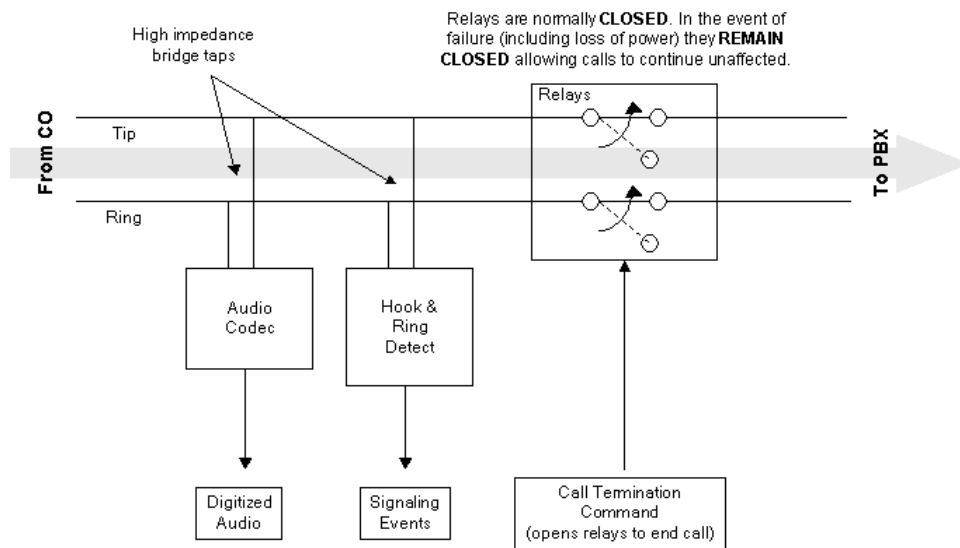 Relays are normally CLOSED. In the event of
failure (including loss of power) they REMAIN
CLOSED allowing calls to continue unaffected.
High impedance
bridge taps
Relays
Tip
From CO
To PBX
Ring
Audio
Codec
Hook &
Ring
Detect
Digitized
Audio
Signaling
Events
Call Termination
Command
(opens relays to end call)